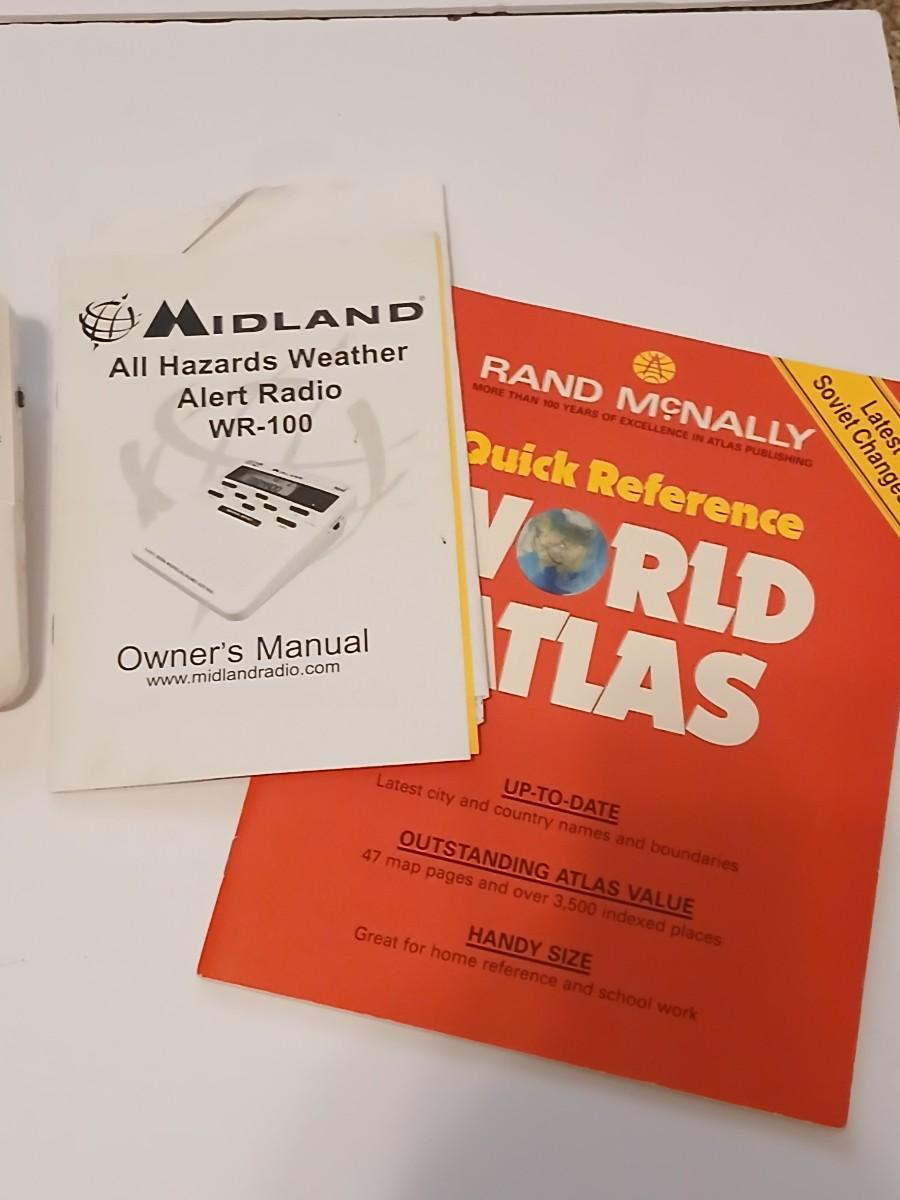 MIDLAND
All Hazards Weather
Alert Radio
WR-100
Owner's Manual
www.midlandradio.com
RAND McNALLY
MORE THAN 100 YEARS OF EXCELLENCE IN ATLAS PUBLISHING
Latest
Soviet Changes
Quick Reference
WORLD
ATLAS
UP-TO-DATE
Latest city and country names and boundaries
OUTSTANDING ATLAS VALUE
47 map pages and over 3,500 indexed places
HANDY SIZE
Great for home reference and school work